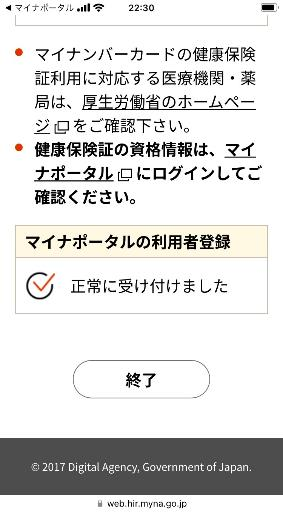 ◀ マイナポータル 22:30
マイナンバーカードの健康保険
証利用に対応する医療機関・薬
局は、厚生労働省のホームペー
ジをご確認下さい。
健康保険証の資格情報は、マイ
ナポータルにログインしてご
確認ください。
マイナポータルの利用者登録
正常に受け付けました
終了
© 2017 Digital Agency, Government of Japan.
web.hir.myna.go.jp